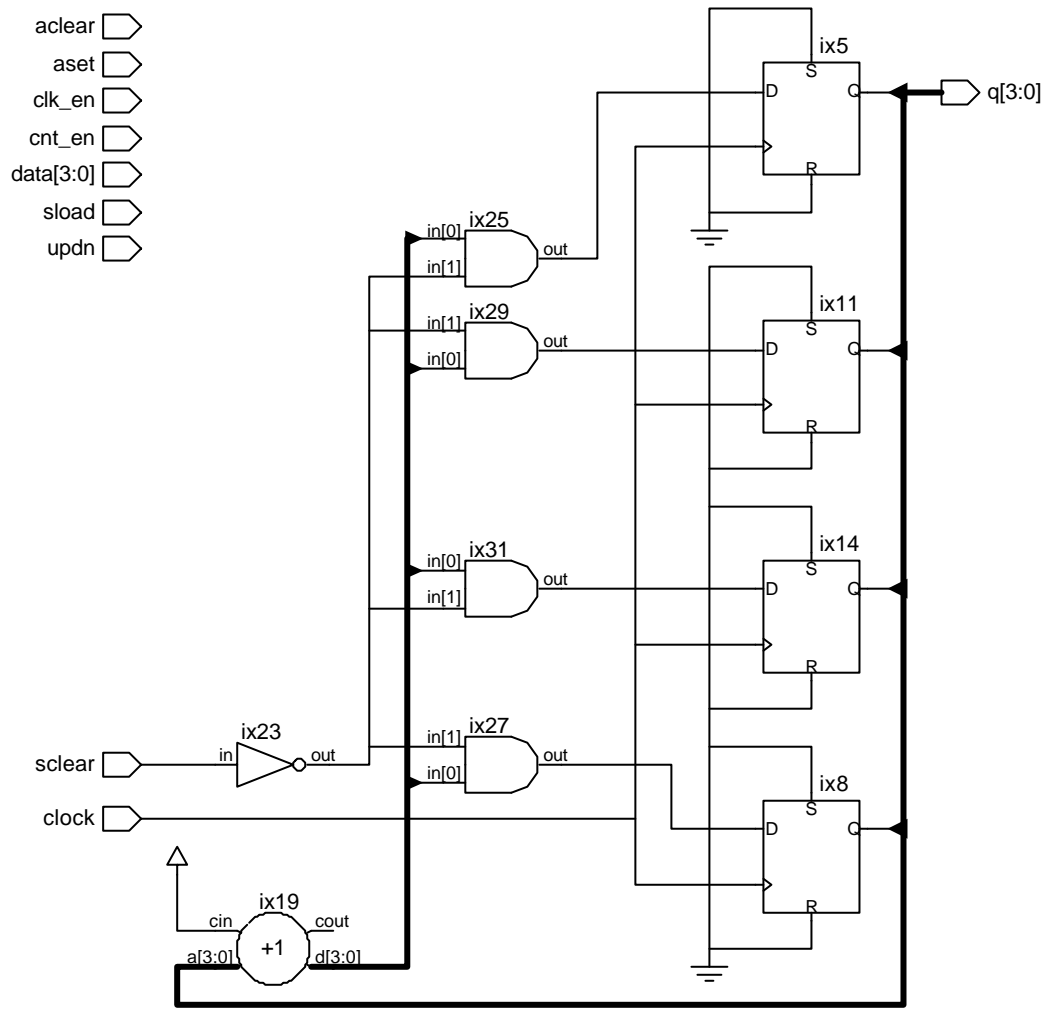 aclear
aset
clk_en
cnt_en
data[3:0]
sload
updn
ix5
S
D
Q
R
q[3:0]
ix25
in[0]
in[1]
out
ix29
in[1]
in[0]
out
ix11
S
D
Q
R
ix31
in[0]
in[1]
out
ix14
S
D
Q
R
ix27
in[1]
in[0]
out
ix8
S
D
Q
R
sclear
ix23
in
out
clock
ix19
cin
cout
+1
a[3:0]
d[3:0]